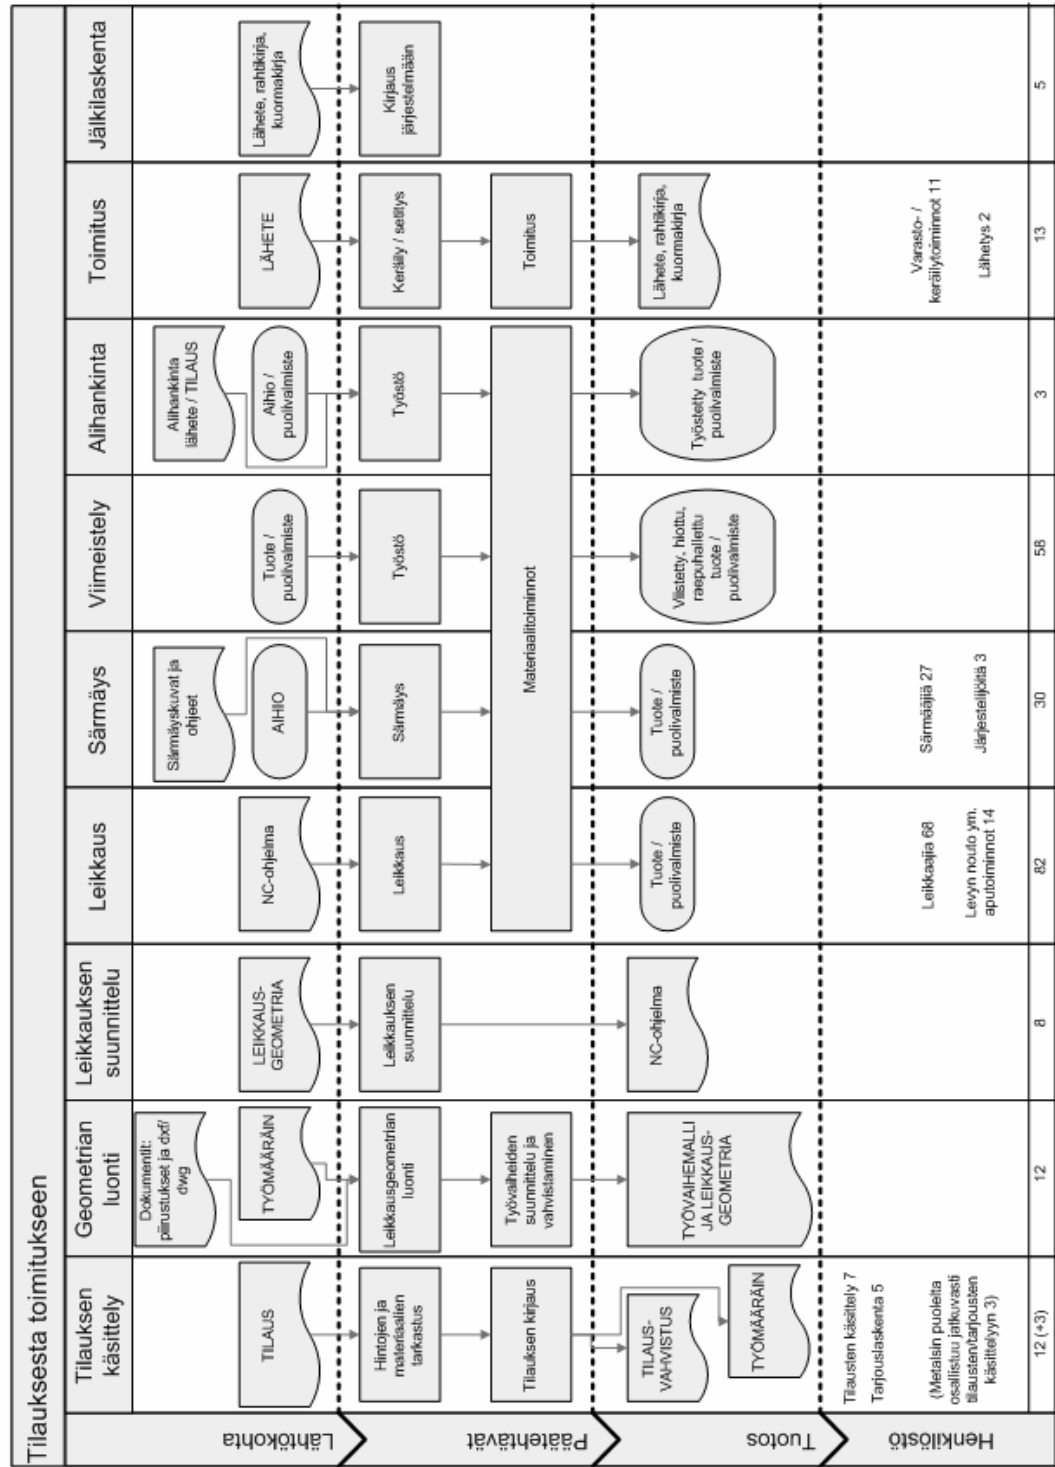 Tilauksesta toimitukseen
Tilauksen
käsittely
Geometrian
luonti
Leikkauksen
suunnittelu
Leikkaus
Särmäys
Viimeistely
Alihankinta
Toimitus
Jälkilaskenta
Lähtökohta
TILAUS
Dokumentit:
piirustukset ja dxf/
dwg
TYÖMÄÄRÄIN
LEIKKAUS-
GEOMETRIA
NC-ohjelma
Särmäyskuvat ja
ohjeet
AIHIO
Tuote /
puolivalmiste
Alihankinta
lähete / TILAUS
Aihio /
puolivalmiste
LÄHETE
Lähete, rahtikirja,
kuormakirja
Päätehtävät
Hintojen ja
materiaalien
tarkastus
Leikkausgeometrian
luonti
Leikkauksen
suunnittelu
Leikkaus
Särmäys
Työstö
Työstö
Keräily / setitys
Kirjaus
järjestelmään
Tilauksen kirjaus
Työvaiheiden
suunnittelu ja
vahvistaminen
Materiaalitoiminnot
Toimitus
Tuotos
TILAUS-
VAHVISTUS
TYÖMÄÄRÄIN
TYÖVAIHEMALLI
JA LEIKKAUS-
GEOMETRIA
NC-ohjelma
Tuote /
puolivalmiste
Tuote /
puolivalmiste
Viistetty, hiottu,
raepuhallettu
tuote /
puolivalmiste
Työstetty tuote /
puolivalmiste
Lähete, rahtikirja,
kuormakirja
Henkilöstö
Tilausten käsittely 7
Tarjouslaskenta 5
(Metalsin puolelta
osallistuu jatkuvasti
tilausten/tarjousten
käsittelyyn 3)
Leikkaajia 68
Levyn nouto ym.
aputoiminnot 14
Särmääjiä 27
Järjestelijöitä 3
Varasto- /
keräilytoiminnot 11
Lähetys 2
12 (+3)
12
8
82
30
58
3
13
5